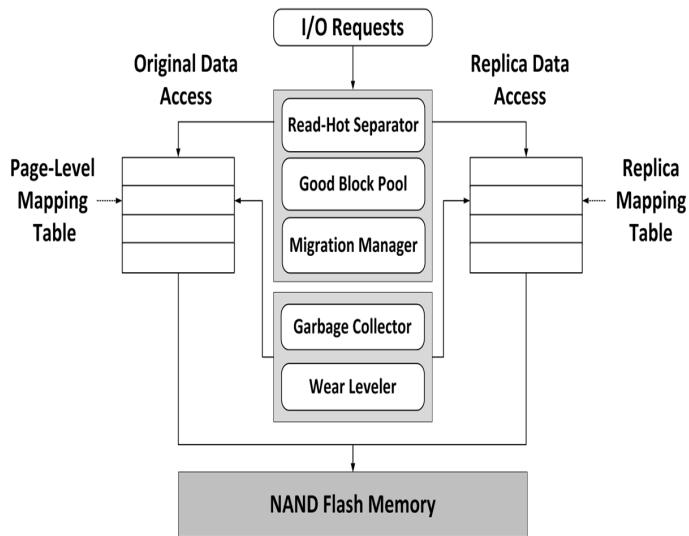 I/O Requests
Original Data
Access
Replica Data
Access
Read-Hot Separator
Page-Level
Mapping
Table
Good Block Pool
Replica
Mapping
Table
Migration Manager
Garbage Collector
Wear Leveler
NAND Flash Memory